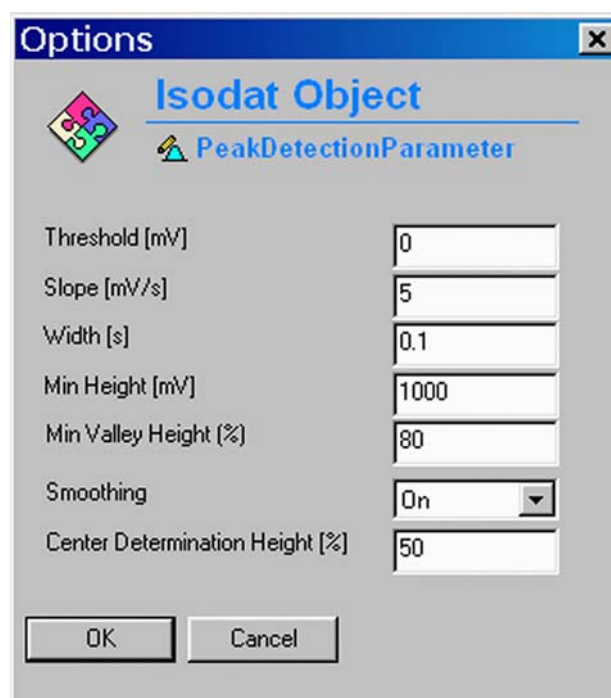 Options
Isodat Object
PeakDetectionParameter
Threshold [mV] 0
Slope [mV/s] 5
Width [s] 0.1
Min Height [mV] 1000
Min Valley Height (%) 80
Smoothing On
Center Determination Height [%] 50
OK Cancel